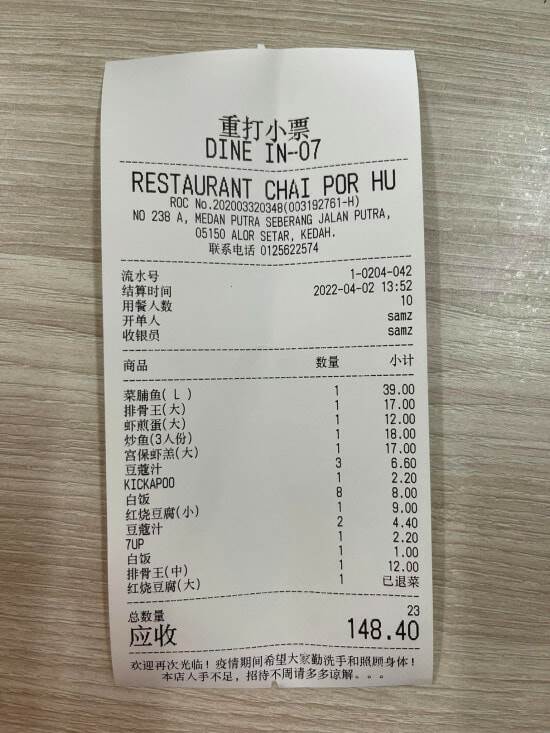 重打小票
DINE IN--07
RESTAURANT CHAI POR HU
ROC No.202003320348(003192761-H)
NO 238 A, MEDAN PUTRA SEBERANG JALAN PUTRA,
05150 ALOR SETAR, KEDAH.
联系电话 0125622574
流水号 1-0204-042
结算时间 2022-04-02 13:52
用餐人数 10
开单人 samz
收银员 samz
商品 数量 小计
菜脯鱼( L ) 1 39.00
排骨王(大) 1 17.00
虾煎蛋(大) 1 12.00
炒鱼(3人份) 1 18.00
宫保虾羔(大) 1 17.00
豆蔻汁 3 6.60
KICKAPOO 1 2.20
白饭 8 8.00
红烧豆腐(小) 1 9.00
豆蔻汁 2 4.40
7UP 1 2.20
白饭 1 1.00
排骨王(中) 1 12.00
红烧豆腐(大) 1 已退菜
总数量 23
应收 148.40
欢迎再次光临! 疫情期间希望大家勤洗手和照顾身体!
本店人手不足, 招待不周请多多谅解。。。